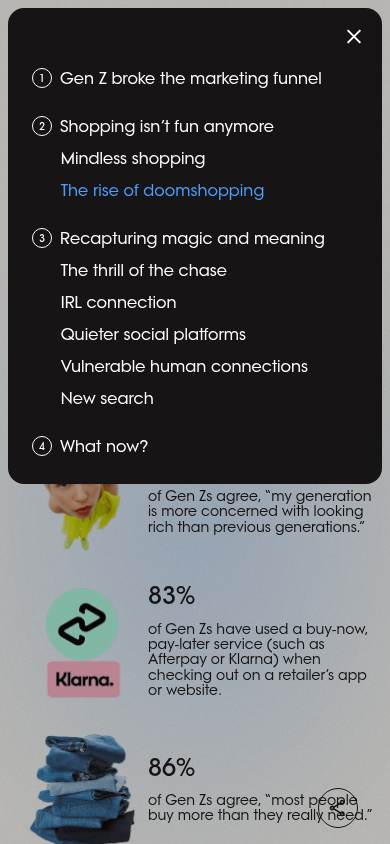 1 Gen Z broke the marketing funnel
2 Shopping isn't fun anymore
Mindless shopping
The rise of doomshopping
3 Recapturing magic and meaning
The thrill of the chase
IRL connection
Quieter social platforms
Vulnerable human connections
New search
4 What now?
of Gen Zs agree, “my generation
is more concerned with looking
rich than previous generations.”
83%
of Gen Zs have used a buy-now,
pay-later service (such as
Afterpay or Klarna) when
checking out on a retailer's app
or website.
Klarna.
86%
of Gen Zs agree, “most people
buy more than they really need.”